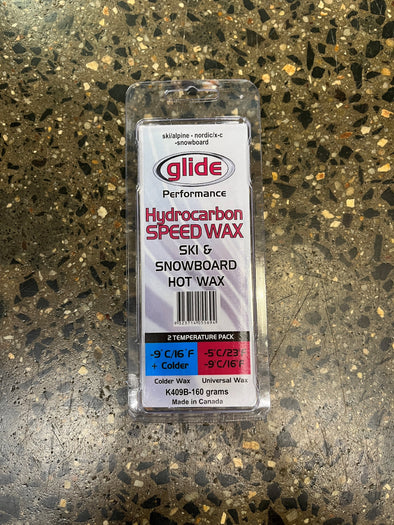 ski/alpine - nordic/x-c
-snowboard
glide
Performance
Hydrocarbon
SPEED WAX
SKI &
SNOWBOARD
HOT WAX
2 TEMPERATURE PACK
-9°C/16°F
+ Colder
-5°C/23°F
-9°C/16°F
Colder Wax
Universal Wax
K409B-160 grams
Made in Canada